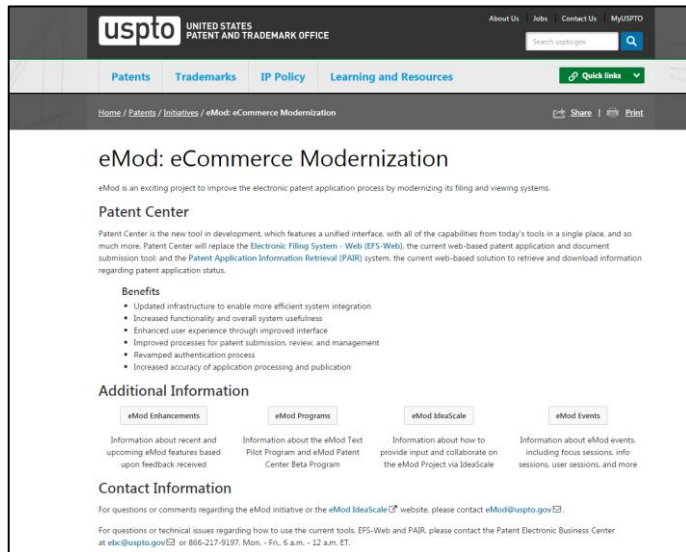 About Us Jobs Contact Us MyUSPTO
uspto UNITED STATES
PATENT AND TRADEMARK OFFICE
Search uspto.gov
Patents Trademarks IP Policy Learning and Resources Quick links
Home / Patents / Initiatives / eMod: eCommerce Modernization Share | Print
eMod: eCommerce Modernization
eMod is an exciting project to improve the electronic patent application process by modernizing its filing and viewing systems.
Patent Center
Patent Center is the new tool in development, which features a unified interface, with all of the capabilities from today's tools in a single place, and so
much more. Patent Center will replace the Electronic Filing System - Web (EFS-Web), the current web-based patent application and document
submission tool; and the Patent Application Information Retrieval (PAIR) system, the current web-based solution to retrieve and download information
regarding patent application status.
Benefits
• Updated infrastructure to enable more efficient system integration
• Increased functionality and overall system usefulness
• Enhanced user experience through improved interface
• Improved processes for patent submission, review, and management
• Revamped authentication process
• Increased accuracy of application processing and publication
Additional Information
eMod Enhancements eMod Programs eMod IdeaScale eMod Events
Information about recent and Information about the eMod Text Information about how to Information about eMod events,
upcoming eMod features based Pilot Program and eMod Patent provide input and collaborate on including focus sessions, info
upon feedback received Center Beta Program the eMod Project via IdeaScale sessions, user sessions, and more
Contact Information
For questions or comments regarding the eMod initiative or the eMod IdeaScale website, please contact eMod@uspto.gov.
For questions or technical issues regarding how to use the current tools, EFS-Web and PAIR, please contact the Patent Electronic Business Center
at ebc@uspto.gov or 866-217-9197. Mon. - Fri., 6 a.m. - 12 a.m. ET.